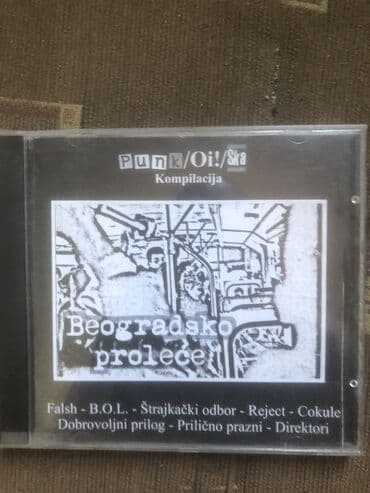 Punk/Oi!/Ska
Kompilacija
Beogradsko
proleće
Falsh - B.O.L. - Štrajkački odbor - Reject - Cokule
Dobrovoljni prilog - Prilično prazni - Direktori